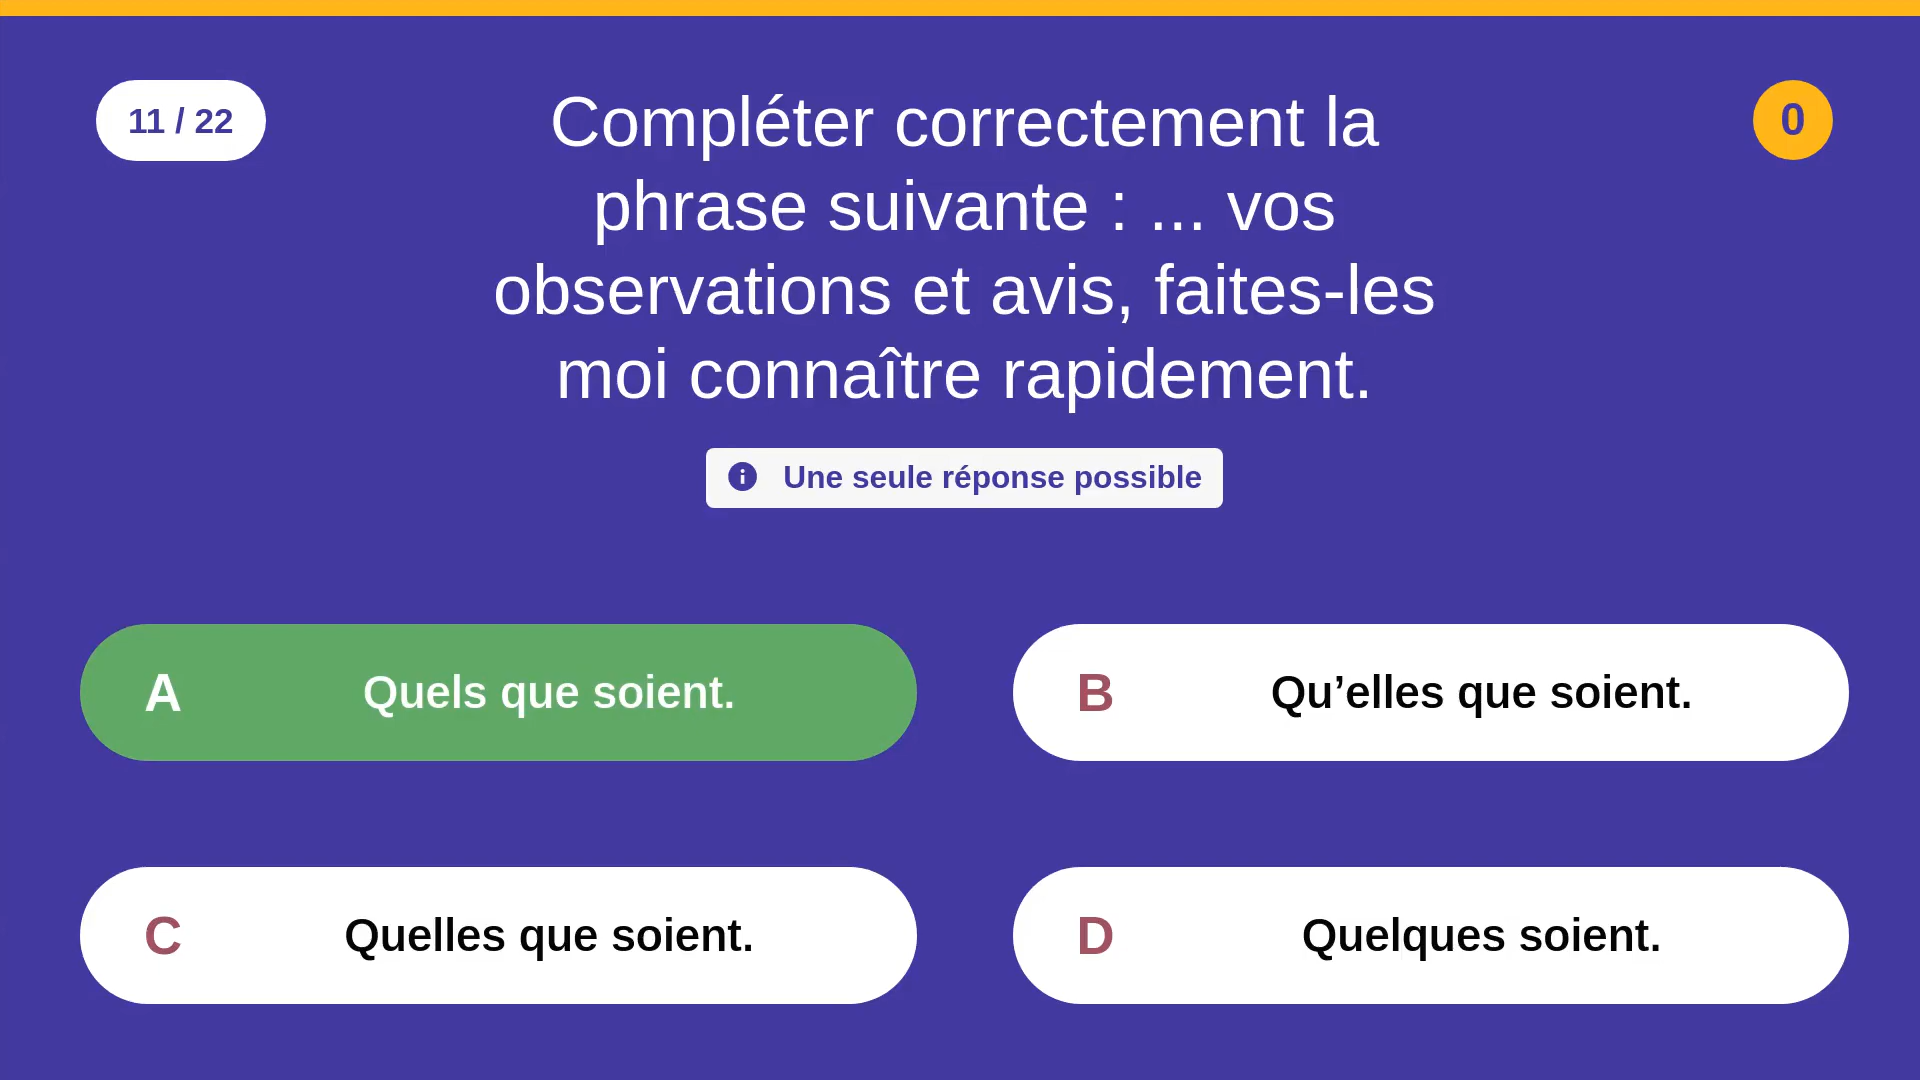 11 / 22
Compléter correctement la
phrase suivante : ... vos
observations et avis, faites-les
moi connaître rapidement.
0
Une seule réponse possible
A Quels que soient.
B Qu’elles que soient.
C Quelles que soient.
D Quelques soient.